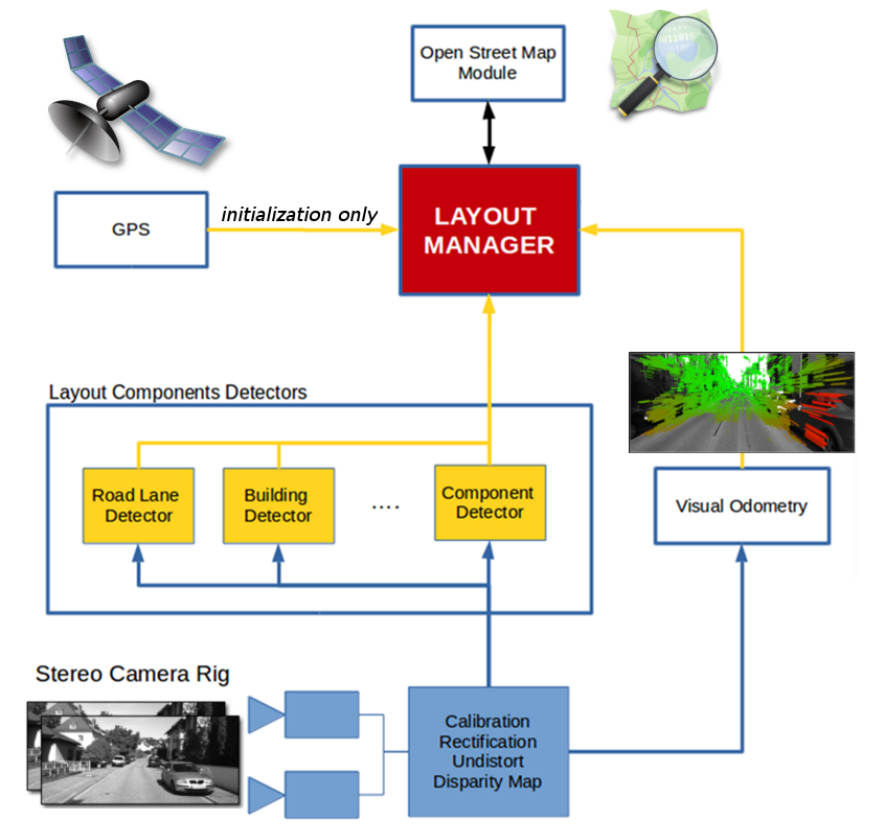 Open Street Map
Module
011016
GPS
initialization only
LAYOUT
MANAGER
Layout Components Detectors
Road Lane
Detector
Building
Detector
....
Component
Detector
Visual Odometry
Stereo Camera Rig
Calibration
Rectification
Undistort
Disparity Map